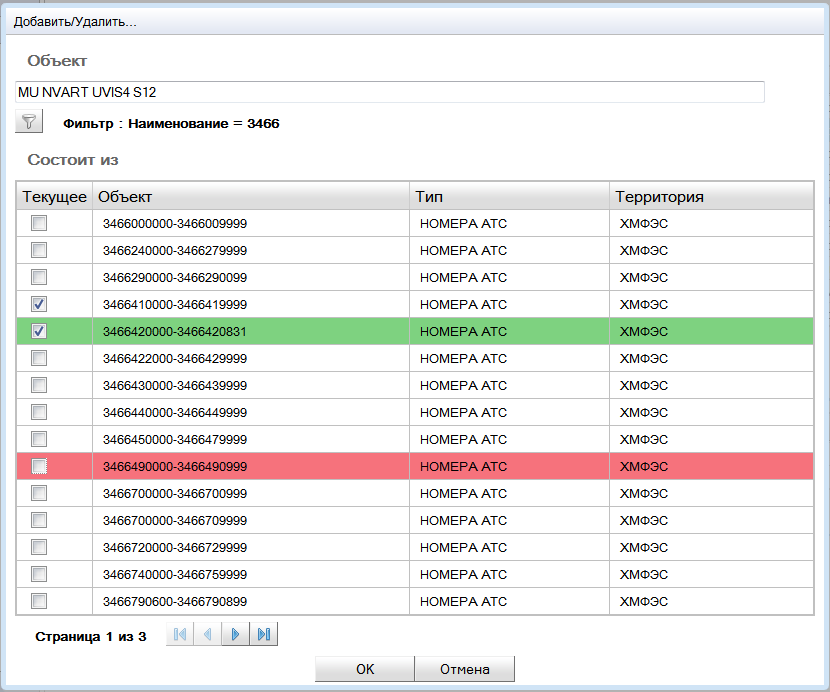 Добавить/Удалить...
Объект
MU NVART UVIS4 S12
Фильтр : Наименование = 3466
Состоит из
Текущее Объект Тип Территория
3466000000-3466009999 НОМЕРА АТС ХМФЭС
3466240000-3466279999 НОМЕРА АТС ХМФЭС
3466290000-3466290099 НОМЕРА АТС ХМФЭС
3466410000-3466419999 НОМЕРА АТС ХМФЭС
3466420000-3466420831 НОМЕРА АТС ХМФЭС
3466422000-3466429999 НОМЕРА АТС ХМФЭС
3466430000-3466439999 НОМЕРА АТС ХМФЭС
3466440000-3466449999 НОМЕРА АТС ХМФЭС
3466450000-3466479999 НОМЕРА АТС ХМФЭС
3466490000-3466490999 НОМЕРА АТС ХМФЭС
3466700000-3466700999 НОМЕРА АТС ХМФЭС
3466700000-3466709999 НОМЕРА АТС ХМФЭС
3466720000-3466729999 НОМЕРА АТС ХМФЭС
3466740000-3466759999 НОМЕРА АТС ХМФЭС
3466790600-3466790899 НОМЕРА АТС ХМФЭС
Страница 1 из 3
OK Отмена